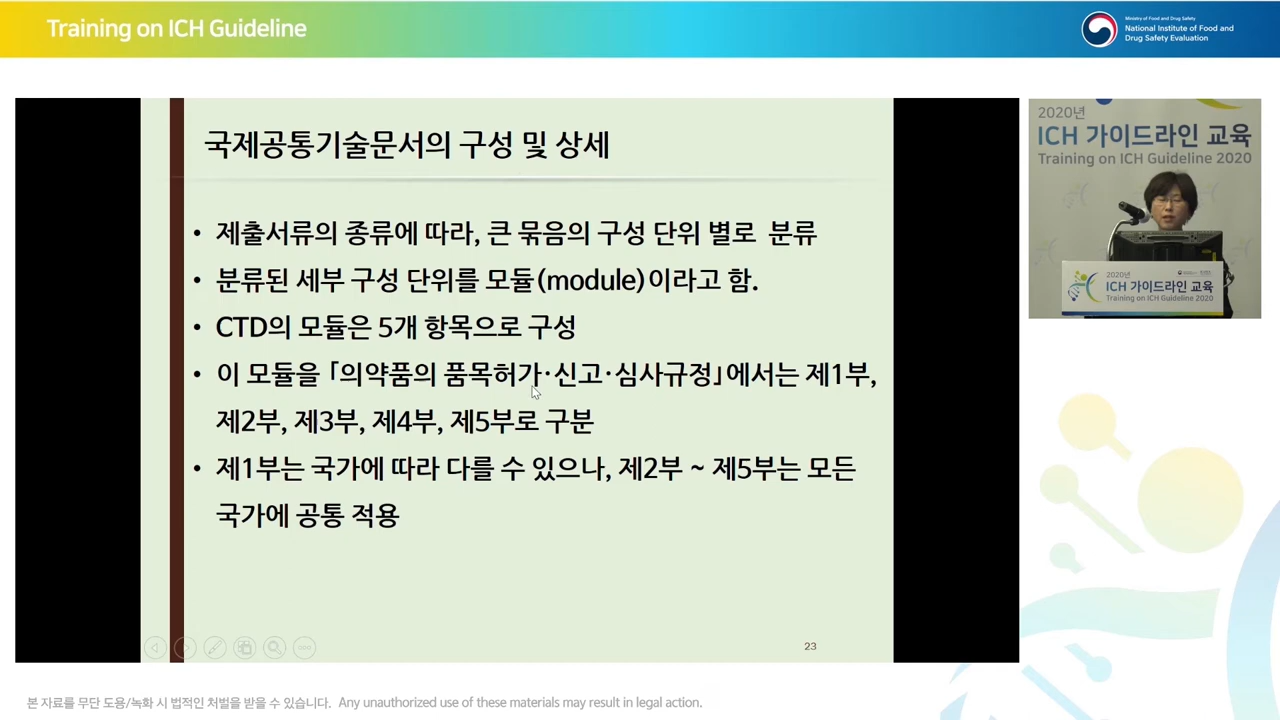 Training on ICH Guideline
Ministry of Food and Drug Safety
National Institute of Food and
Drug Safety Evaluation
국제공통기술문서의 구성 및 상세
• 제출서류의 종류에 따라, 큰 묶음의 구성 단위 별로 분류
• 분류된 세부 구성 단위를 모듈(module)이라고 함.
• CTD의 모듈은 5개 항목으로 구성
• 이 모듈을 「의약품의 품목허가·신고·심사규정」에서는 제1부,
제2부, 제3부, 제4부, 제5부로 구분
• 제1부는 국가에 따라 다를 수 있으나, 제2부 ~ 제5부는 모든
국가에 공통 적용
23
2020년
ICH 가이드라인 교육
Training on ICH Guideline 2020
2020년
ICH 가이드라인 교육
Training on ICH Guideline 2020
본 자료를 무단 도용/녹화 시 법적인 처벌을 받을 수 있습니다. Any unauthorized use of these materials may result in legal action.